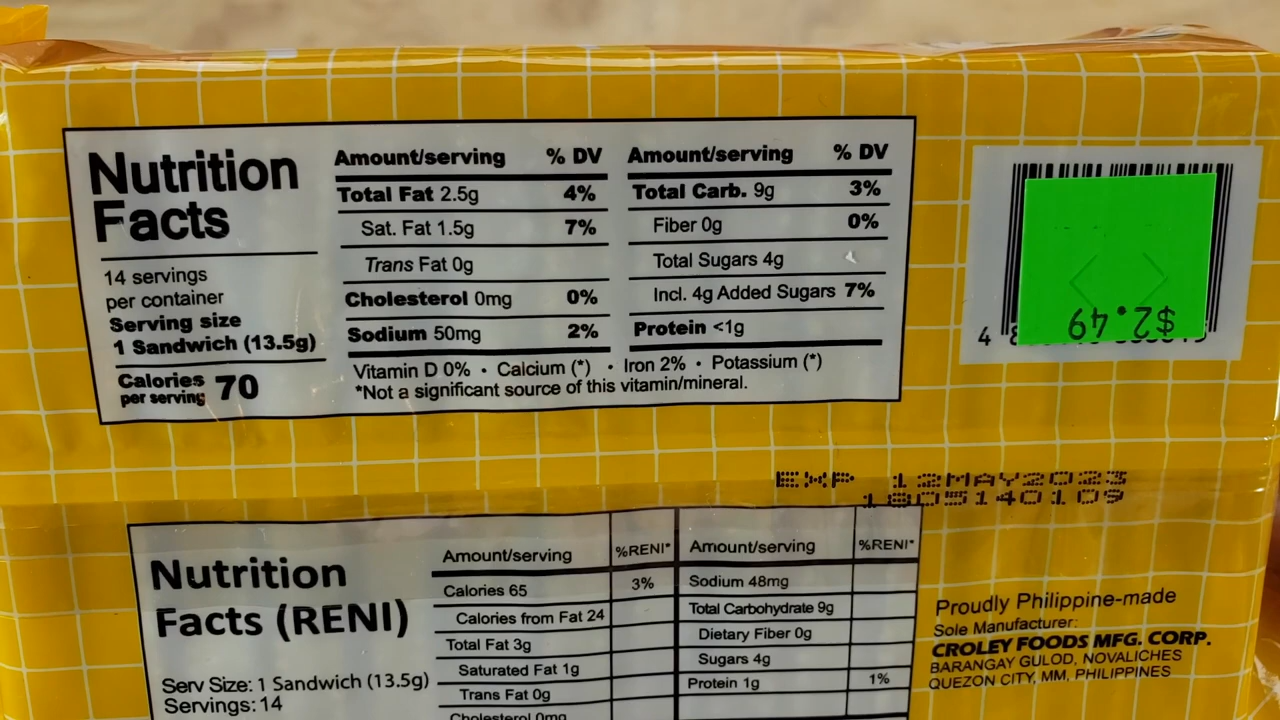 Nutrition
Facts
14 servings
per container
Serving size
1 Sandwich (13.5g)
Calories
per serving 70
Amount/serving % DV
Total Fat 2.5g 4%
Sat. Fat 1.5g 7%
Trans Fat 0g
Cholesterol 0mg 0%
Sodium 50mg 2%
Amount/serving % DV
Total Carb. 9g 3%
Fiber 0g 0%
Total Sugars 4g
Incl. 4g Added Sugars 7%
Protein <1g
Vitamin D 0% • Calcium (*) • Iron 2% • Potassium (*)
*Not a significant source of this vitamin/mineral.
$2.49
4
EXP 12MAY2023
1805140109
Nutrition
Facts (RENI)
Serv Size: 1 Sandwich (13.5g)
Servings: 14
Amount/serving %RENI*
Calories 65 3%
Calories from Fat 24
Total Fat 3g
Saturated Fat 1g
Trans Fat 0g
Cholesterol 0mg
Amount/serving %RENI*
Sodium 48mg
Total Carbohydrate 9g
Dietary Fiber 0g
Sugars 4g
Protein 1g 1%
Proudly Philippine-made
Sole Manufacturer:
CROLEY FOODS MFG. CORP.
BARANGAY GULOD, NOVALICHES
QUEZON CITY, MM, PHILIPPINES